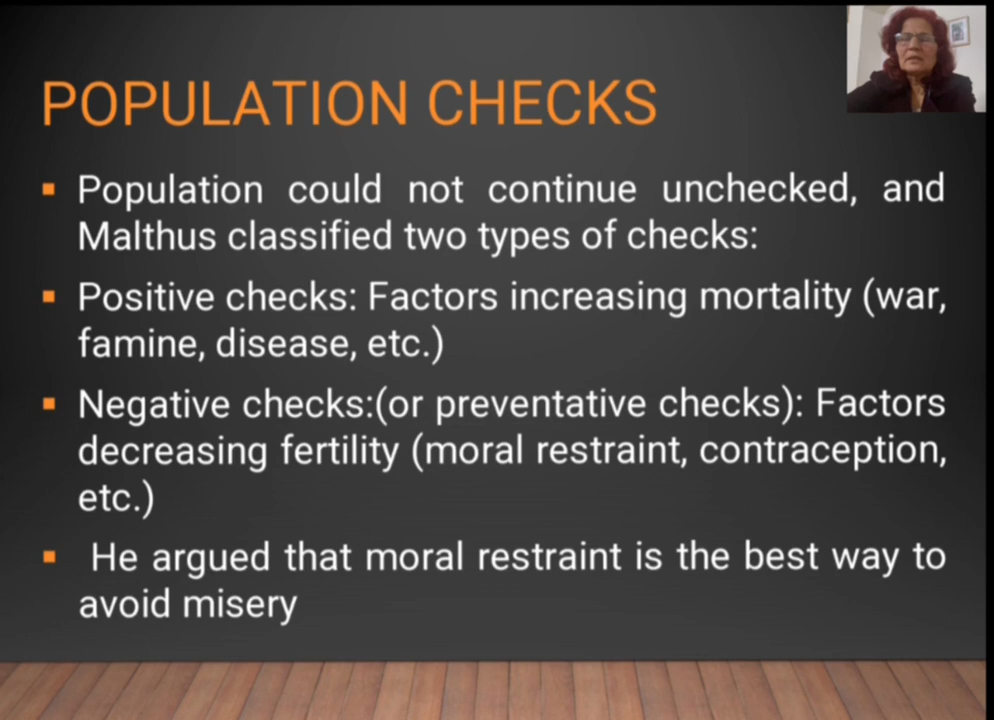 POPULATION CHECKS
Population could not continue unchecked, and
Malthus classified two types of checks:
Positive checks: Factors increasing mortality (war,
famine, disease, etc.)
Negative checks:(or preventative checks): Factors
decreasing fertility (moral restraint, contraception,
etc.)
He argued that moral restraint is the best way to
avoid misery